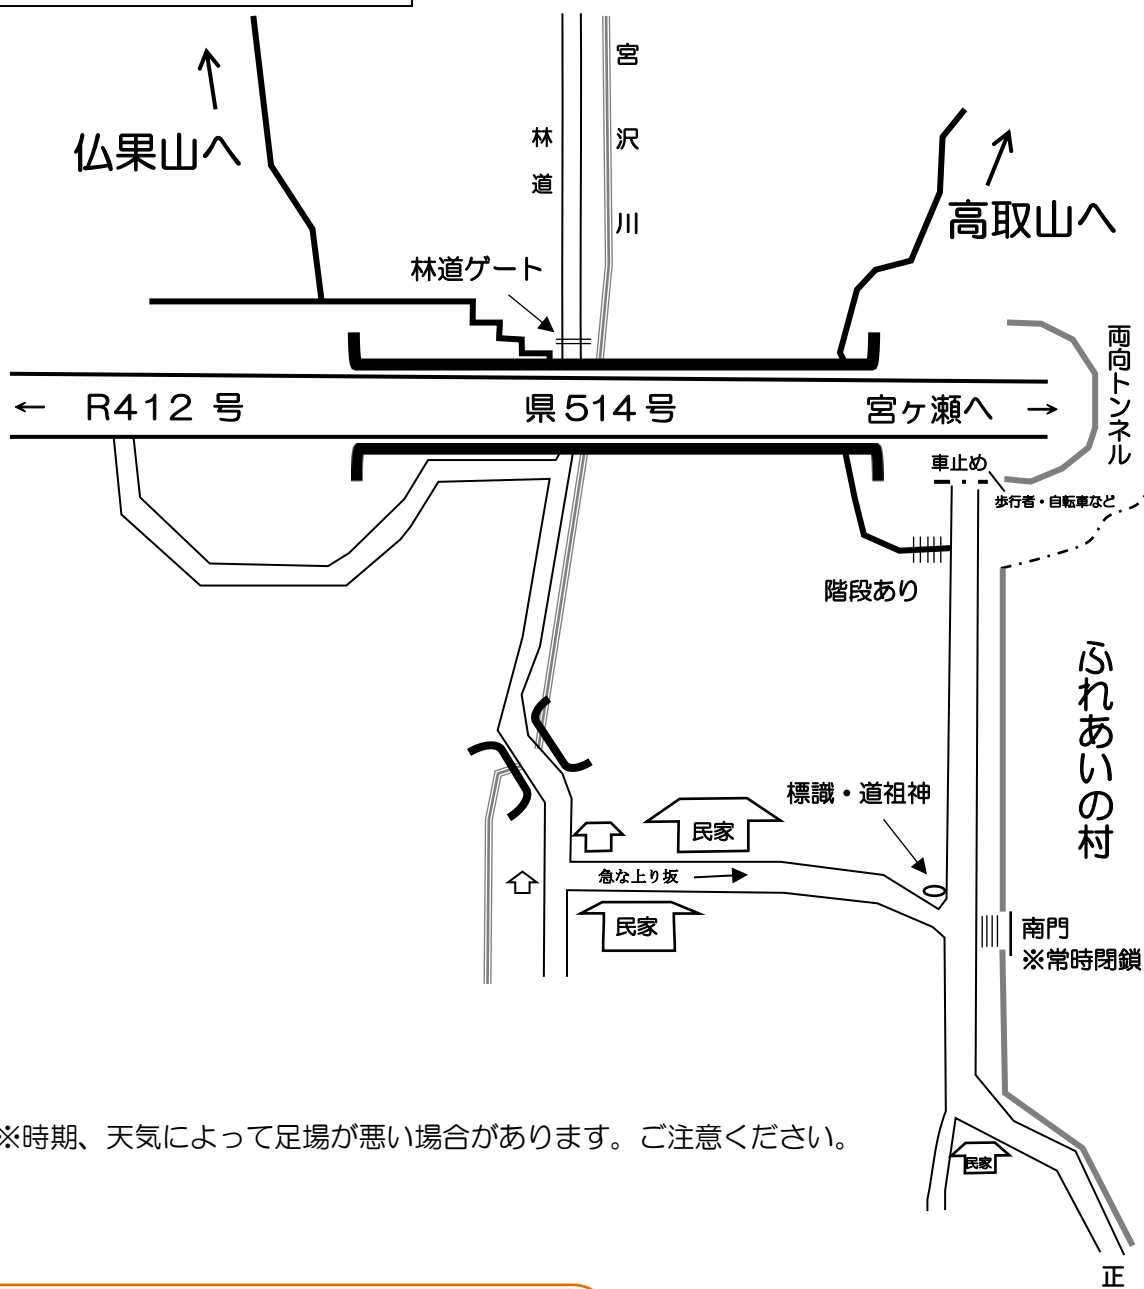 宮沢川
林道
仏果山へ
高取山へ
林道ゲート
両向トンネル
← R412 号
県514号
宮ヶ瀬へ →
車止め
歩行者・自転車など
階段あり
ふれあいの村
標識・道祖神
民家
急な上り坂
民家
南門
※常時閉鎖
※時期、天気によって足場が悪い場合があります。ご注意ください。
民家
正